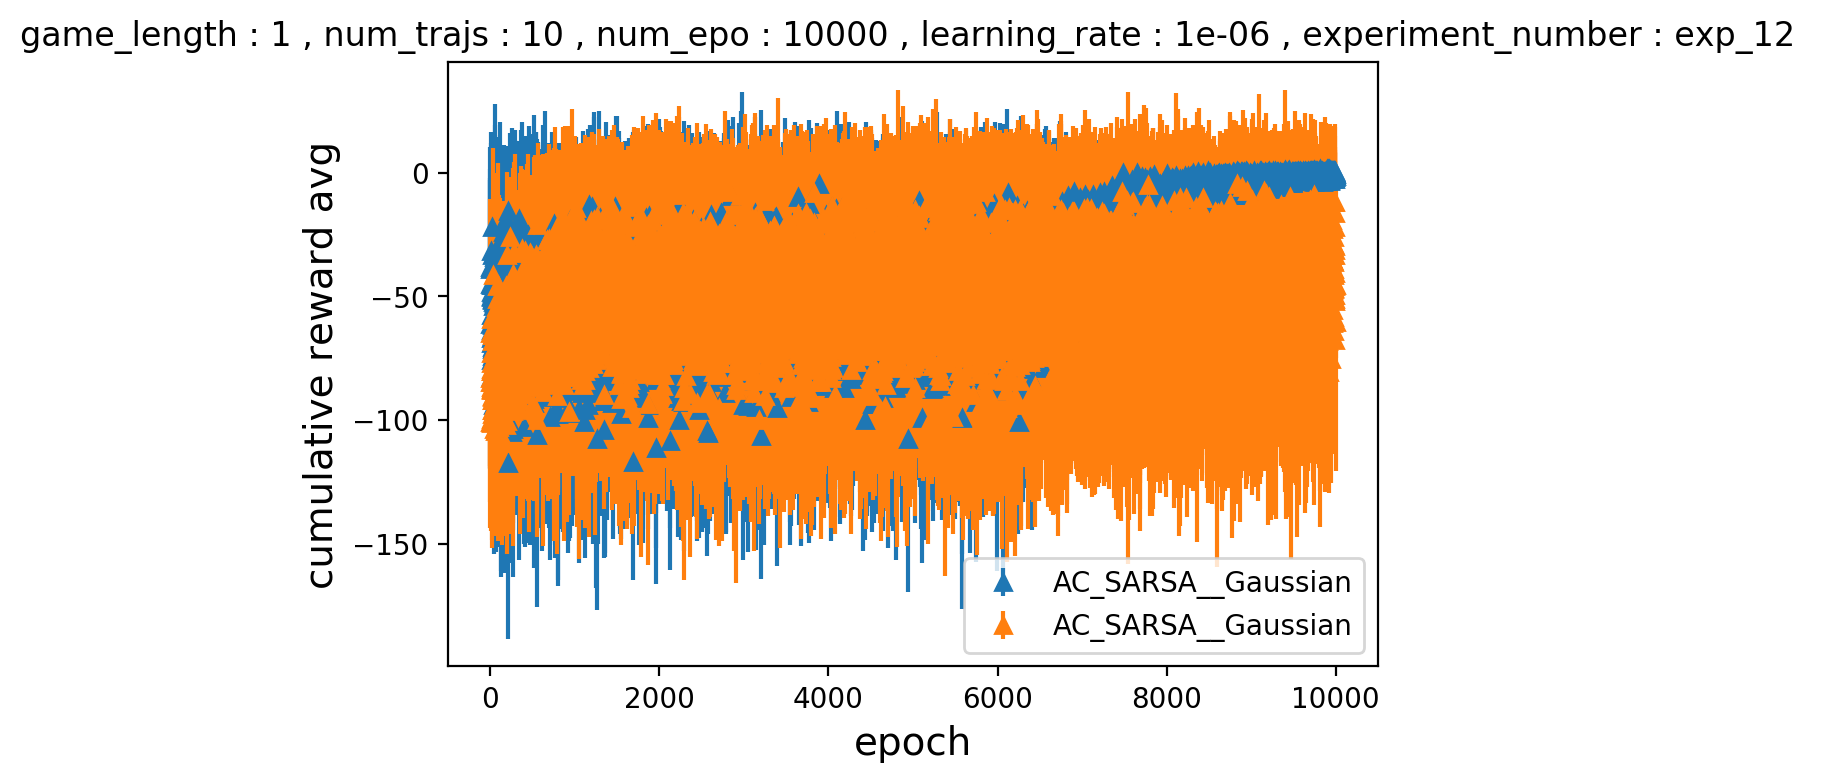 game_length : 1 , num_trajs : 10 , num_epo : 10000 , learning_rate : 1e-06 , experiment_number : exp_12
cumulative reward avg
0
−50
−100
−150
AC_SARSA__Gaussian
AC_SARSA__Gaussian
0 2000 4000 6000 8000 10000
epoch